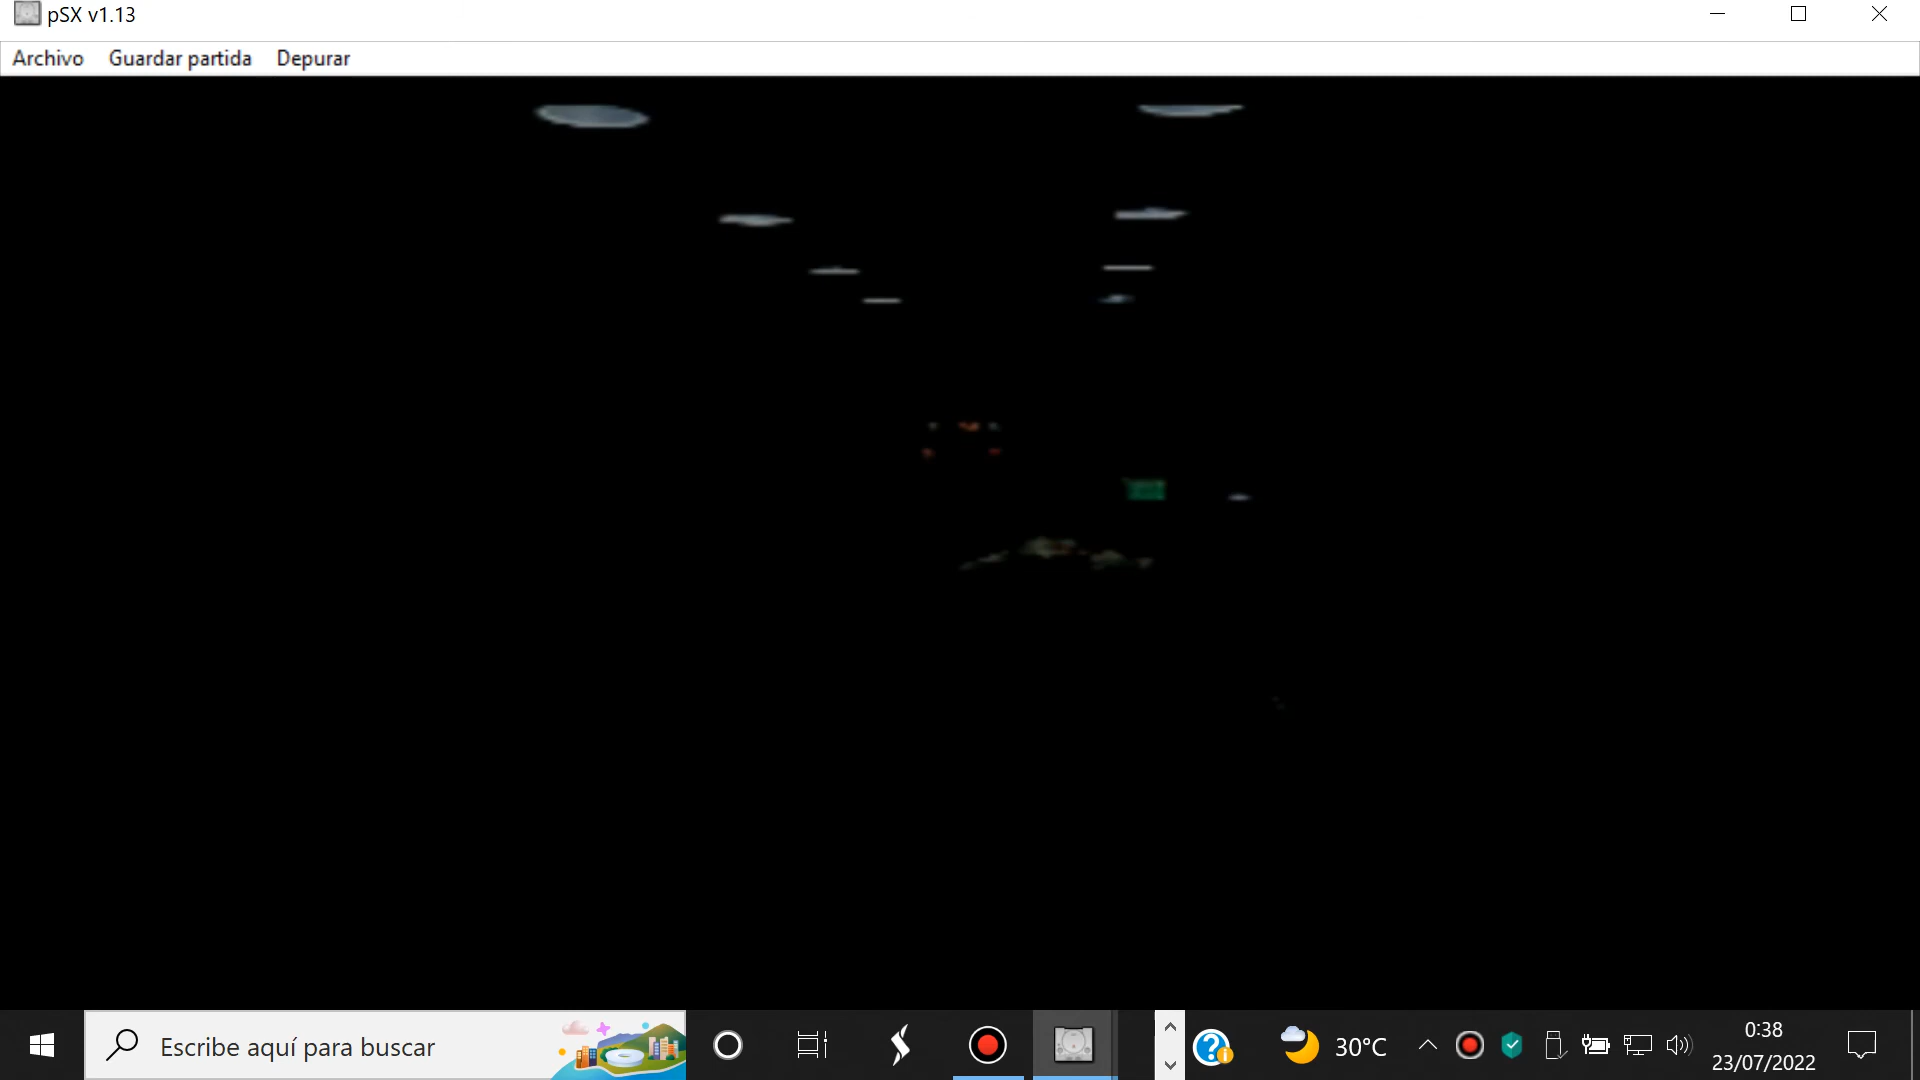 pSX v1.13
Archivo Guardar partida Depurar
Escribe aquí para buscar
30°C
0:38
23/07/2022